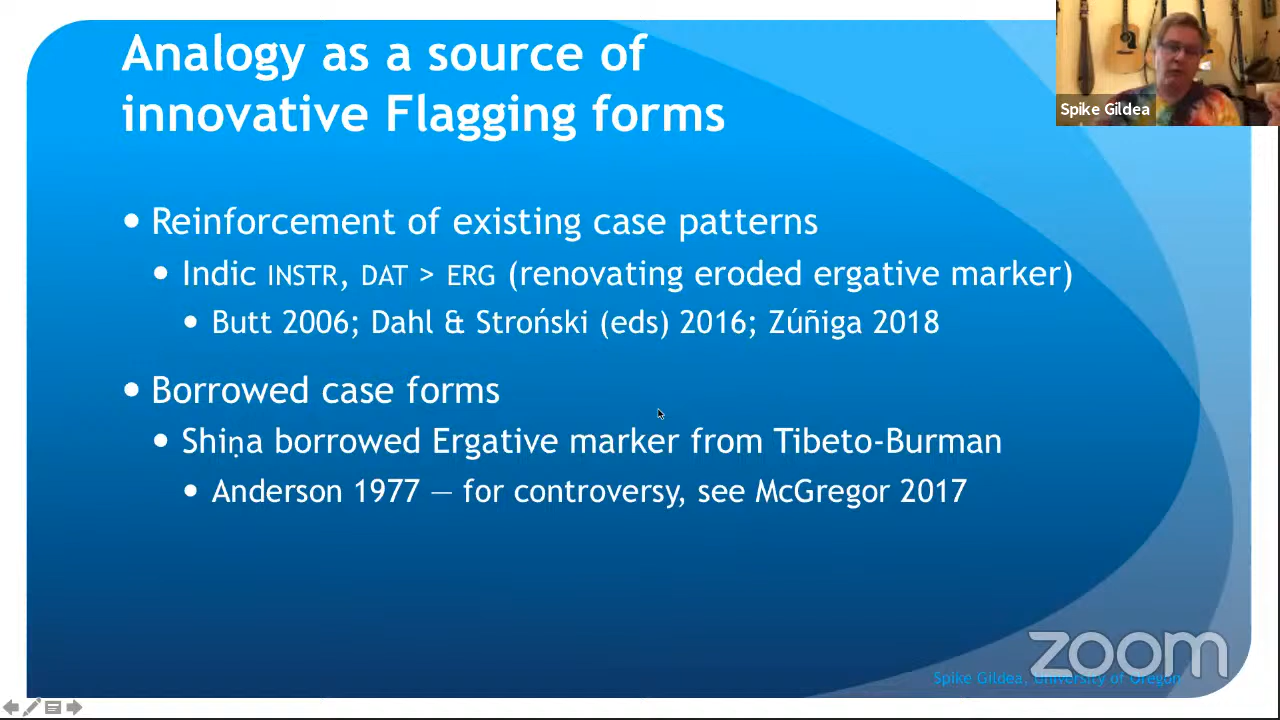 Analogy as a source of
innovative Flagging forms
Spike Gildea
• Reinforcement of existing case patterns
• Indic INSTR, DAT > ERG (renovating eroded ergative marker)
• Butt 2006; Dahl & Stroński (eds) 2016; Zúñiga 2018
• Borrowed case forms
• Shiṇa borrowed Ergative marker from Tibeto-Burman
• Anderson 1977 — for controversy, see McGregor 2017
zoom
Spike Gildea, University of Oregon